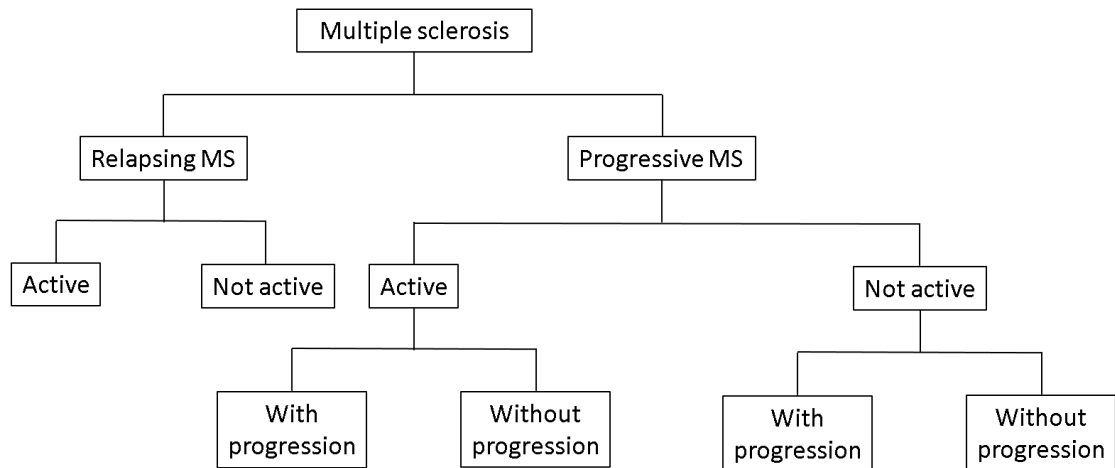 Multiple sclerosis
Relapsing MS
Progressive MS
Active
Not active
Active
Not active
With
progression
Without
progression
With
progression
Without
progression